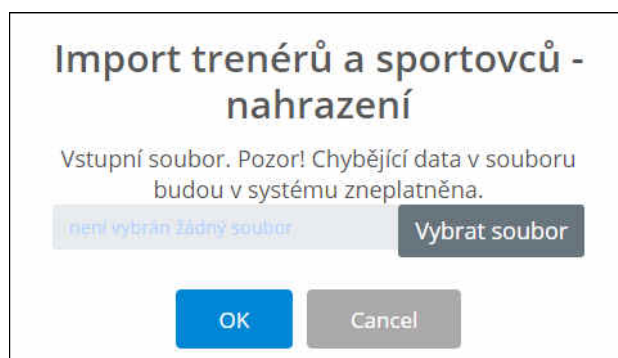 Import trenérů a sportovců -
nahrazení
Vstupní soubor. Pozor! Chybějící data v souboru
budou v systému zneplatněna.
není vybrán žádný soubor
Vybrat soubor
OK
Cancel